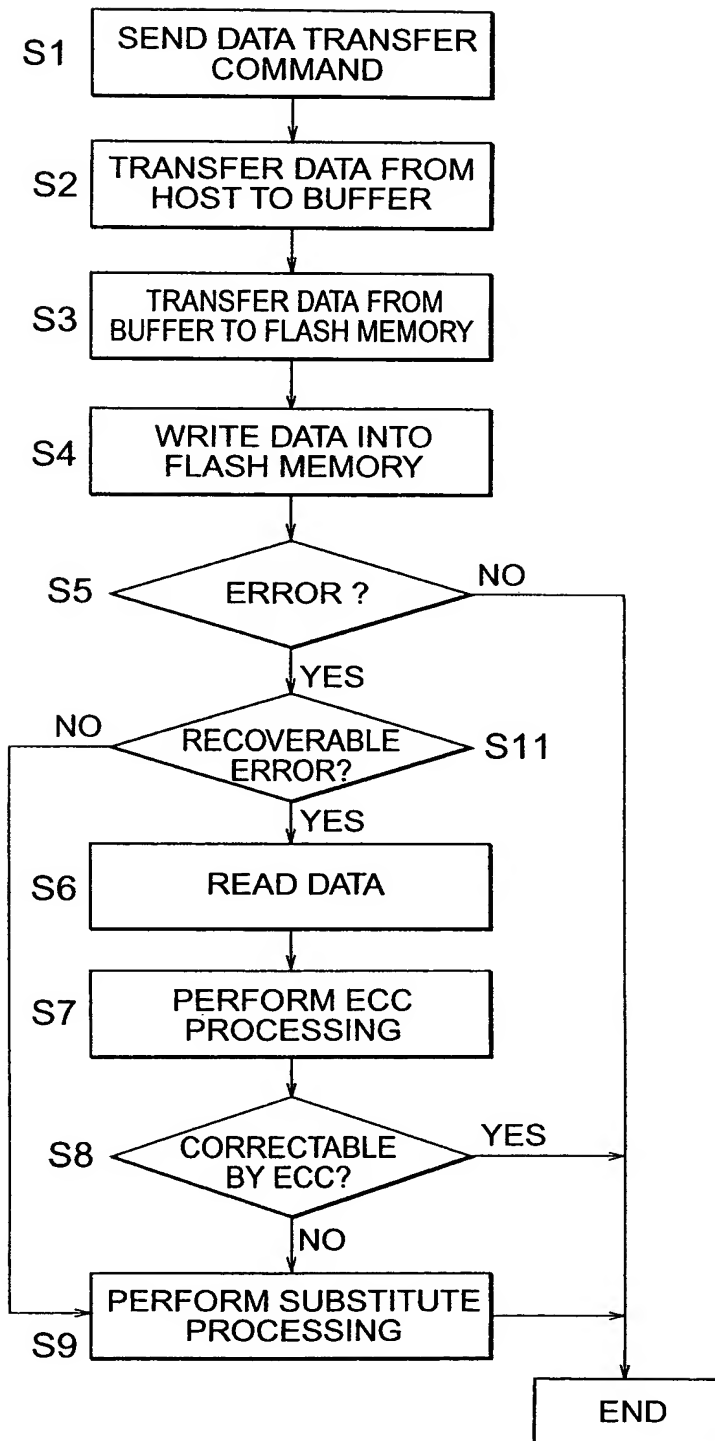 S1
SEND DATA TRANSFER
COMMAND
S2
TRANSFER DATA FROM
HOST TO BUFFER
S3
TRANSFER DATA FROM
BUFFER TO FLASH MEMORY
S4
WRITE DATA INTO
FLASH MEMORY
S5
ERROR ?
NO
YES
NO
RECOVERABLE
ERROR?
S11
YES
S6
READ DATA
S7
PERFORM ECC
PROCESSING
S8
CORRECTABLE
BY ECC?
YES
NO
S9
PERFORM SUBSTITUTE
PROCESSING
END